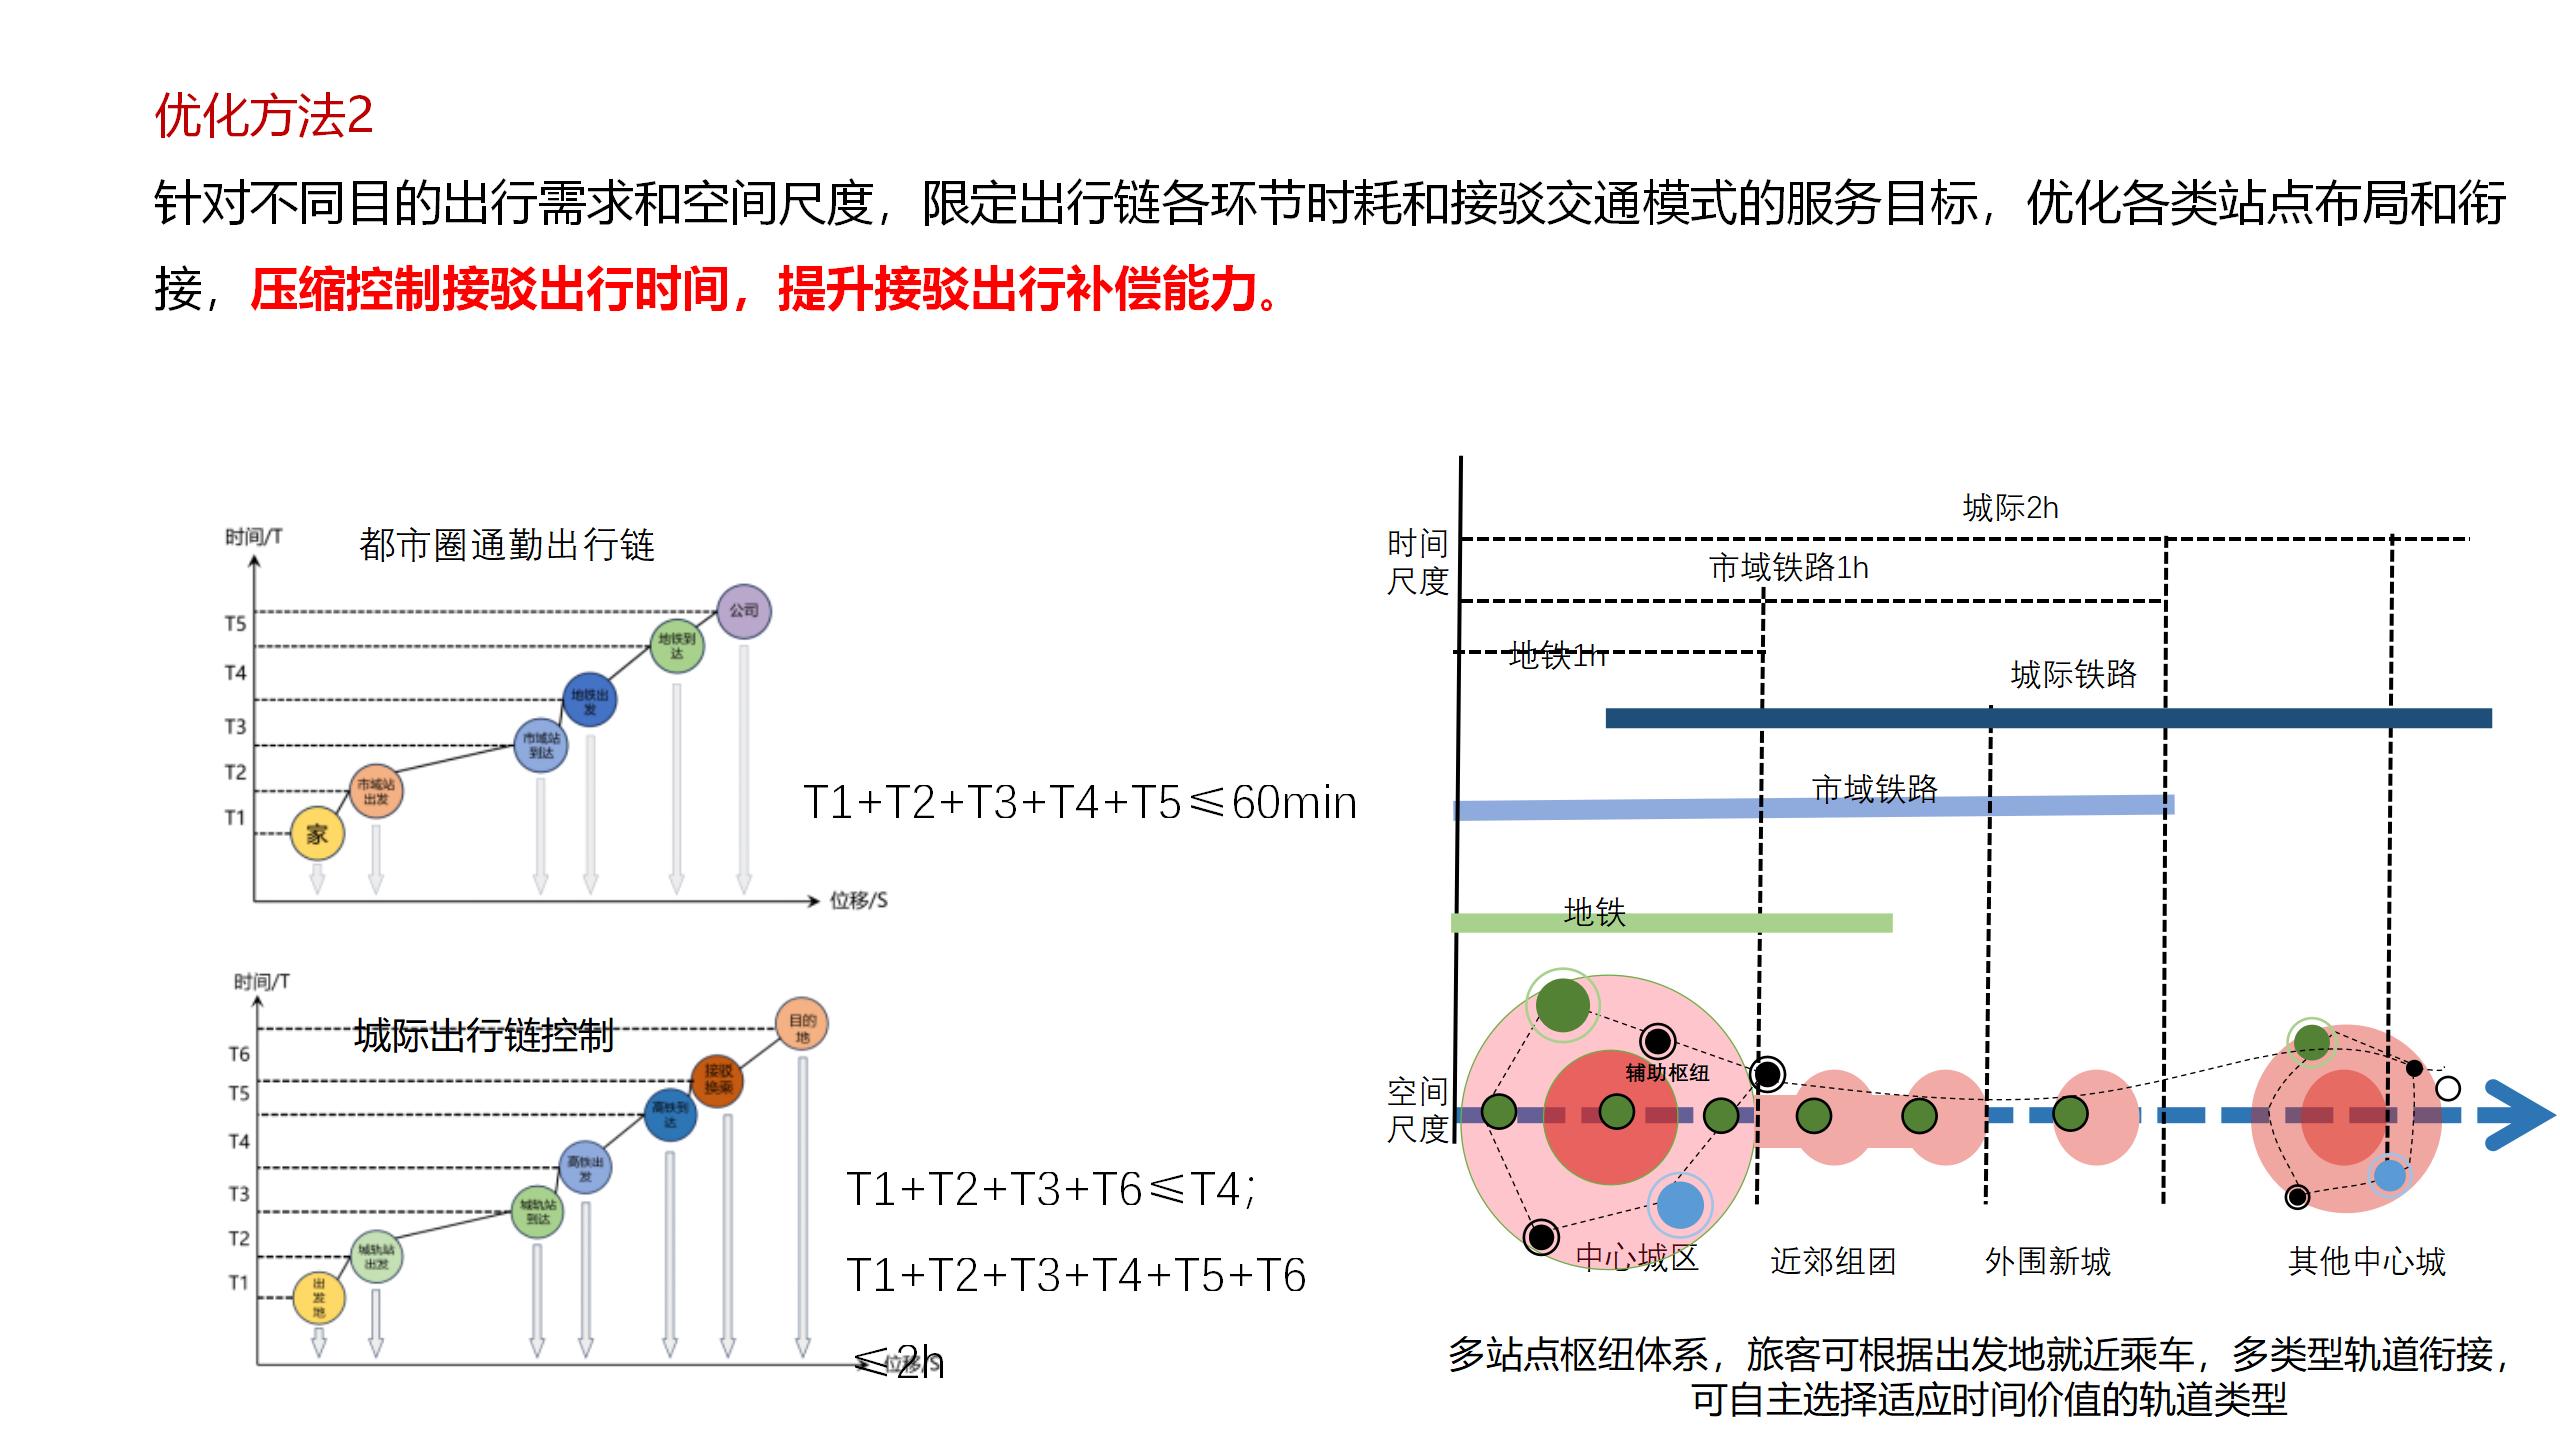 优化方法2
针对不同目的出行需求和空间尺度，限定出行链各环节时耗和接驳交通模式的服务目标，优化各类站点布局和衔
接，压缩控制接驳出行时间，提升接驳出行补偿能力。
时间/T
都市圈通勤出行链
T5
T4
T3
T2
T1
公司
地铁到
达
地铁出
发
市域站
到达
市域站
出发
家
位移/S
T1+T2+T3+T4+T5≤60min
时间/T
城际出行链控制
T6
T5
T4
T3
T2
T1
目的
地
接驳
换乘
高铁到
达
高铁出
发
城轨站
到达
城轨站
出发
出
发
地
位移/S
T1+T2+T3+T6≤T4;
T1+T2+T3+T4+T5+T6
≤2h
时间
尺度
城际2h
市域铁路1h
地铁1h
城际铁路
市域铁路
地铁
辅助枢纽
空间
尺度
中心城区
近郊组团
外围新城
其他中心城
多站点枢纽体系，旅客可根据出发地就近乘车，多类型轨道衔接，
可自主选择适应时间价值的轨道类型